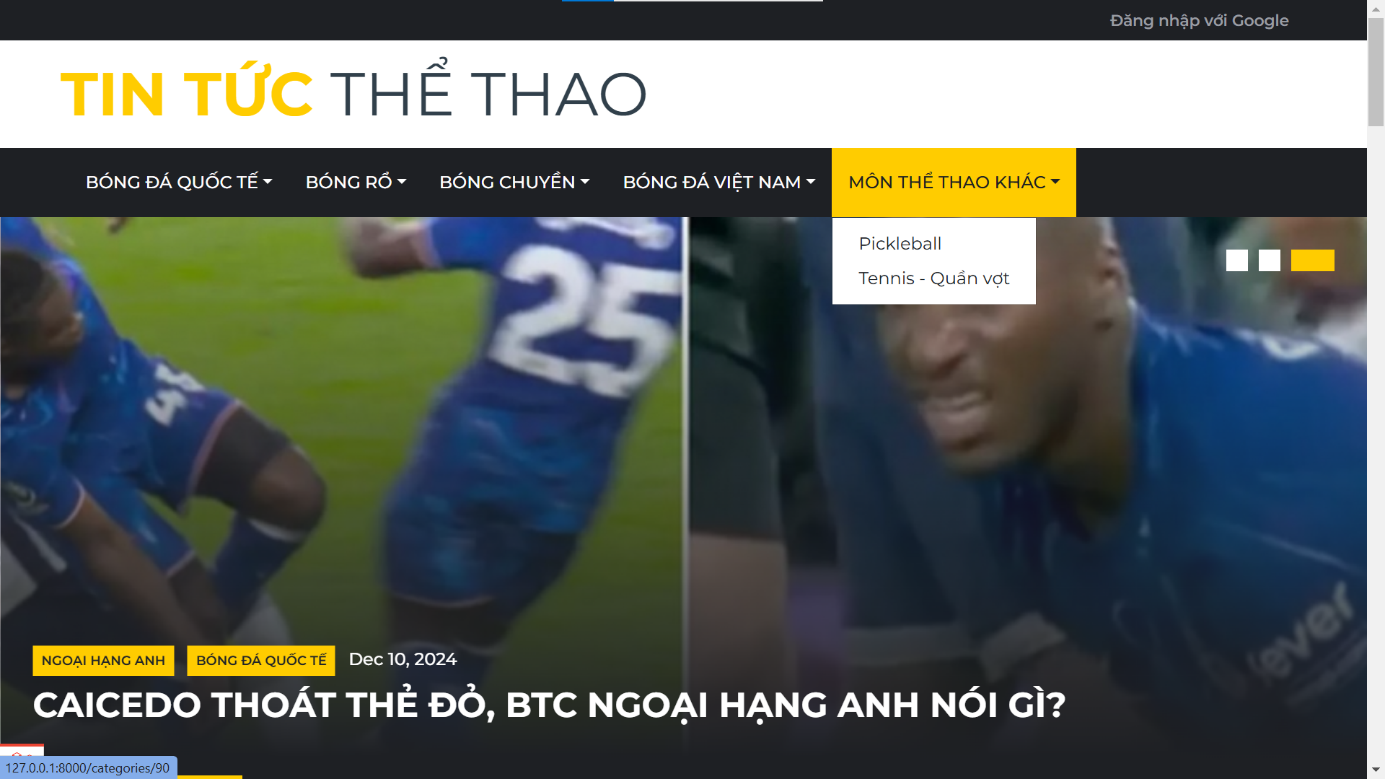 Đăng nhập với Google
TIN TỨC THỂ THAO
BÓNG ĐÁ QUỐC TẾ BÓNG RỔ BÓNG CHUYỀN BÓNG ĐÁ VIỆT NAM MÔN THỂ THAO KHÁC
Pickleball
Tennis - Quần vợt
25
NGOẠI HẠNG ANH BÓNG ĐÁ QUỐC TẾ Dec 10, 2024
CAICEDO THOÁT THẺ ĐỎ, BTC NGOẠI HẠNG ANH NÓI GÌ?
127.0.0.1:8000/categories/90